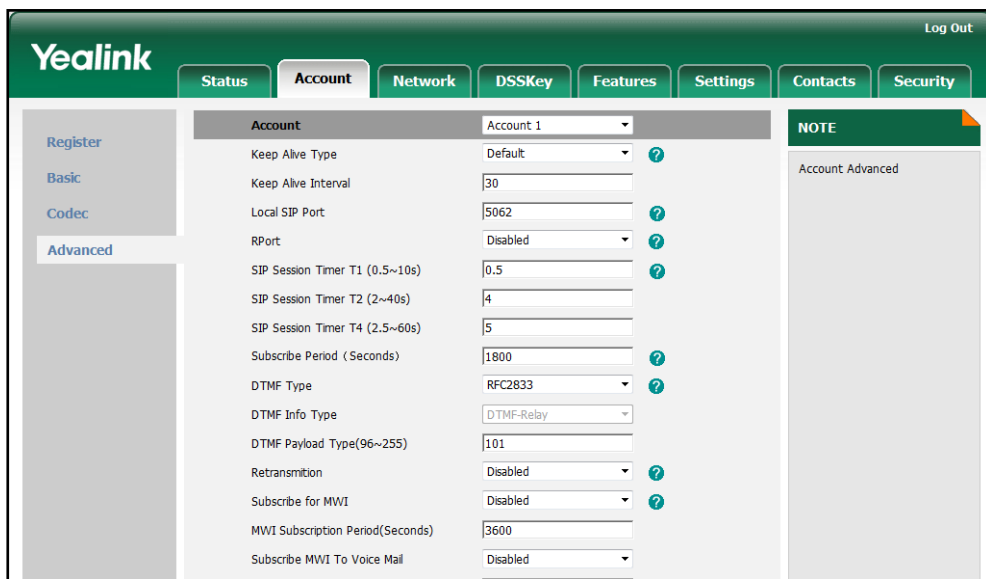 Log Out
Yealink
Status Account Network DSSKey Features Settings Contacts Security
Register
Basic
Codec
Advanced
Account Account 1
Keep Alive Type Default ?
Keep Alive Interval 30
Local SIP Port 5062 ?
RPort Disabled ?
SIP Session Timer T1 (0.5~10s) 0.5 ?
SIP Session Timer T2 (2~40s) 4
SIP Session Timer T4 (2.5~60s) 5
Subscribe Period (Seconds) 1800 ?
DTMF Type RFC2833 ?
DTMF Info Type DTMF-Relay
DTMF Payload Type(96~255) 101
Retransmition Disabled ?
Subscribe for MWI Disabled ?
MWI Subscription Period(Seconds) 3600
Subscribe MWI To Voice Mail Disabled
NOTE
Account Advanced